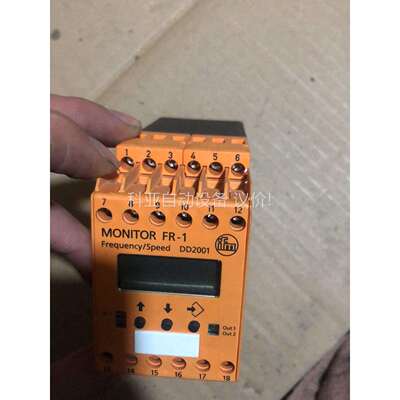 1 2 3 4 5 6
科亚自动设备 议价!
7 8 9 10 11 12
MONITOR FR-1
Frequency/Speed DD2001
ifm
Out 1
Out 2
14 15 16 17 18